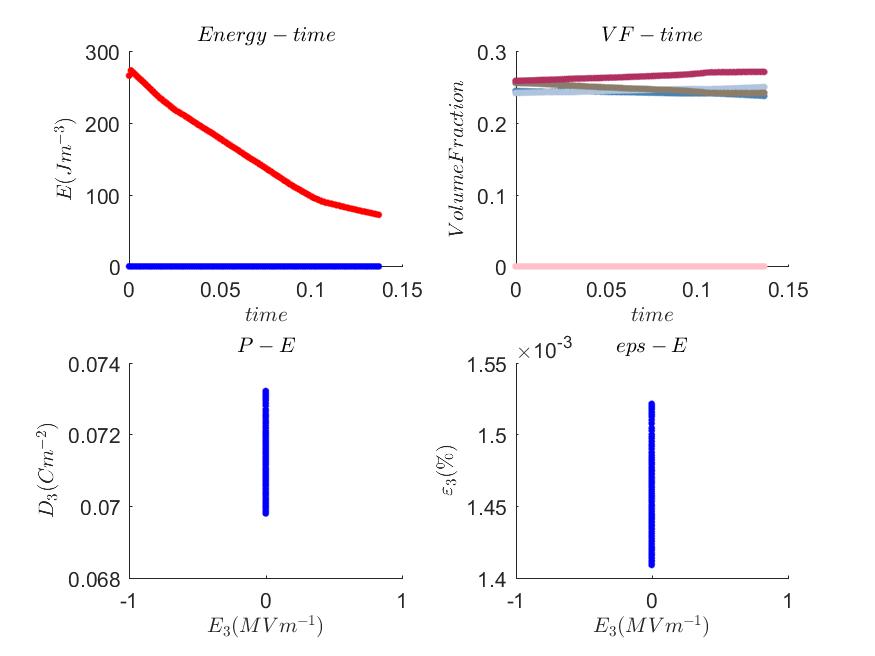 Energy − time
300
200
100
0
0
0.05
0.1
0.15
E(Jm⁻³)
time
VF − time
0.3
0.2
0.1
0
0
0.05
0.1
0.15
VolumeFraction
time
P − E
0.074
0.072
0.07
0.068
-1
0
1
D₃(Cm⁻²)
E₃(MVm⁻¹)
×10⁻³
eps − E
1.55
1.5
1.45
1.4
-1
0
1
ε₃(%)
E₃(MVm⁻¹)